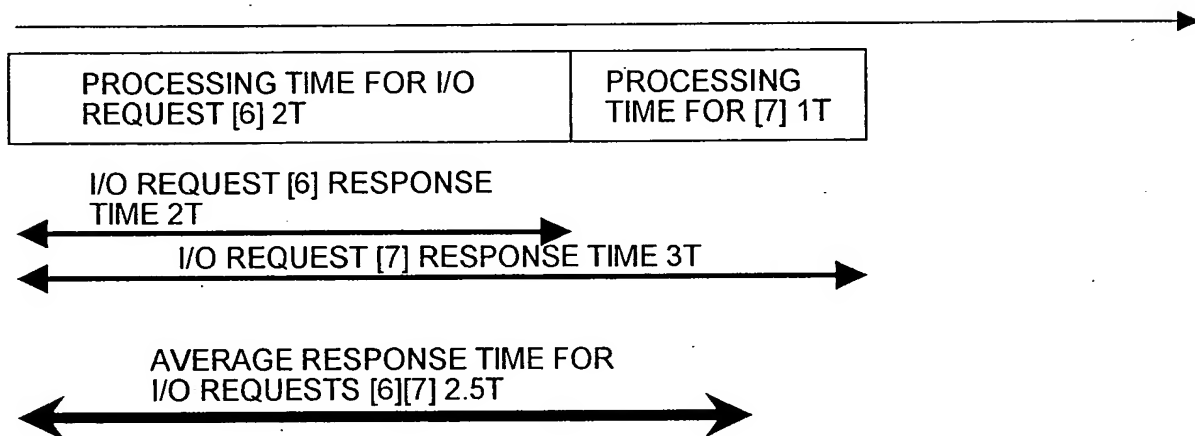 PROCESSING TIME FOR I/O
REQUEST [6] 2T
PROCESSING
TIME FOR [7] 1T
I/O REQUEST [6] RESPONSE
TIME 2T
I/O REQUEST [7] RESPONSE TIME 3T
AVERAGE RESPONSE TIME FOR
I/O REQUESTS [6][7] 2.5T